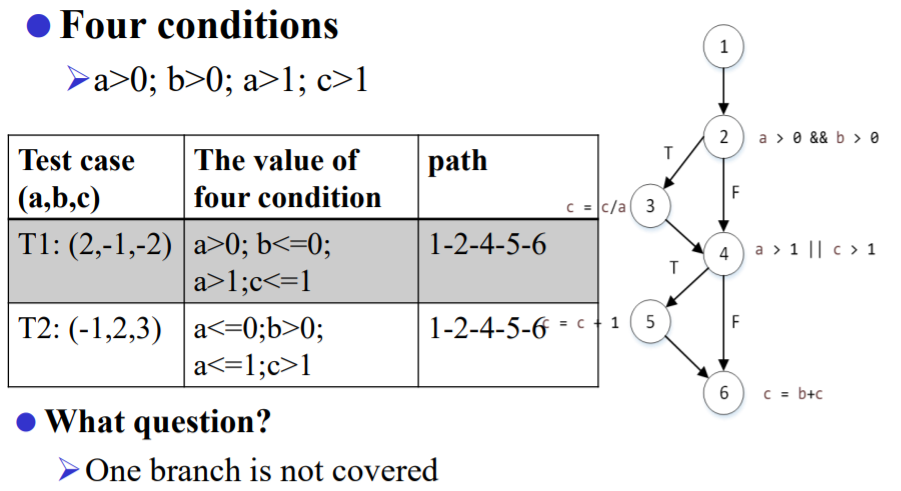 Four conditions
a>0; b>0; a>1; c>1
Test case
(a,b,c)
The value of
four condition
path
T1: (2,-1,-2)
a>0; b<=0;
a>1;c<=1
1-2-4-5-6
T2: (-1,2,3)
a<=0;b>0;
a<=1;c>1
1-2-4-5-6
What question?
One branch is not covered
1
2
a > 0 && b > 0
T
F
c = c/a
3
4
a > 1 || c > 1
T
F
c = c + 1
5
6
c = b+c